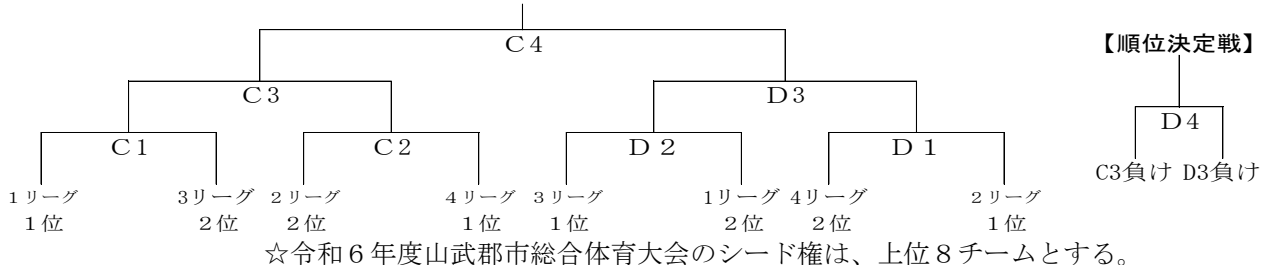 C4
【順位決定戦】
C3
D3
D4
C1
C2
D 2
D 1
C3負け D3負け
1リーグ 3リーグ 2リーグ 4リーグ 3リーグ 1リーグ 4リーグ 2リーグ
1位 2位 2位 1位 1位 2位 2位 1位
☆令和6年度山武郡市総合体育大会のシード権は、上位8チームとする。